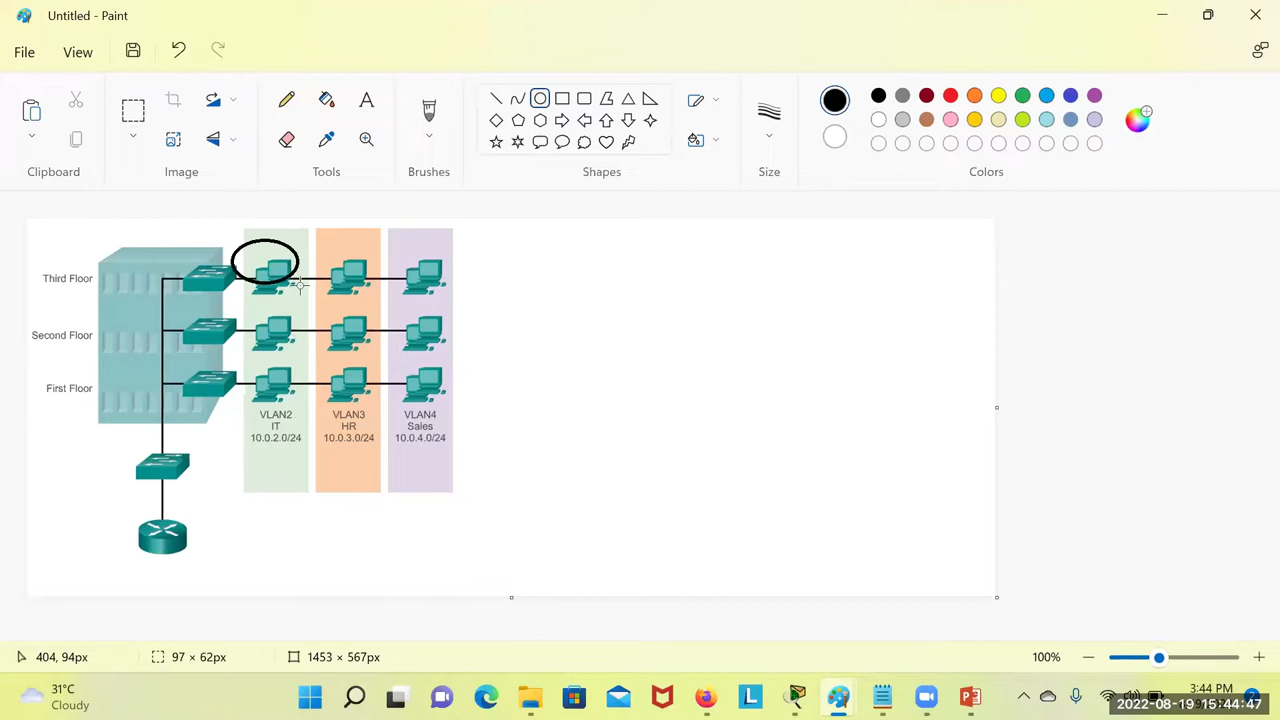 Untitled - Paint
File View
Clipboard Image Tools Brushes Shapes Size Colors
Third Floor
Second Floor
First Floor
VLAN2 VLAN3 VLAN4
IT HR Sales
10.0.2.0/24 10.0.3.0/24 10.0.4.0/24
404, 94px 97 × 62px 1453 × 567px 100%
31°C
Cloudy
3:44 PM
2022-08-19 15:44:47